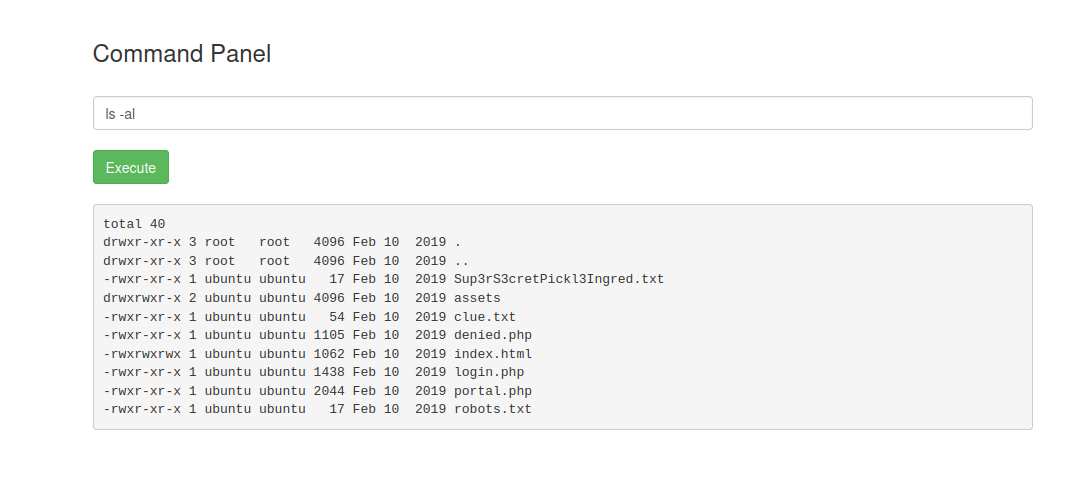 Command Panel
ls -al
Execute
total 40
drwxr-xr-x 3 root   root   4096 Feb 10  2019 .
drwxr-xr-x 3 root   root   4096 Feb 10  2019 ..
-rwxr-xr-x 1 ubuntu ubuntu   17 Feb 10  2019 Sup3rS3cretPickl3Ingred.txt
drwxrwxr-x 2 ubuntu ubuntu 4096 Feb 10  2019 assets
-rwxr-xr-x 1 ubuntu ubuntu   54 Feb 10  2019 clue.txt
-rwxr-xr-x 1 ubuntu ubuntu 1105 Feb 10  2019 denied.php
-rwxrwxrwx 1 ubuntu ubuntu 1062 Feb 10  2019 index.html
-rwxr-xr-x 1 ubuntu ubuntu 1438 Feb 10  2019 login.php
-rwxr-xr-x 1 ubuntu ubuntu 2044 Feb 10  2019 portal.php
-rwxr-xr-x 1 ubuntu ubuntu   17 Feb 10  2019 robots.txt